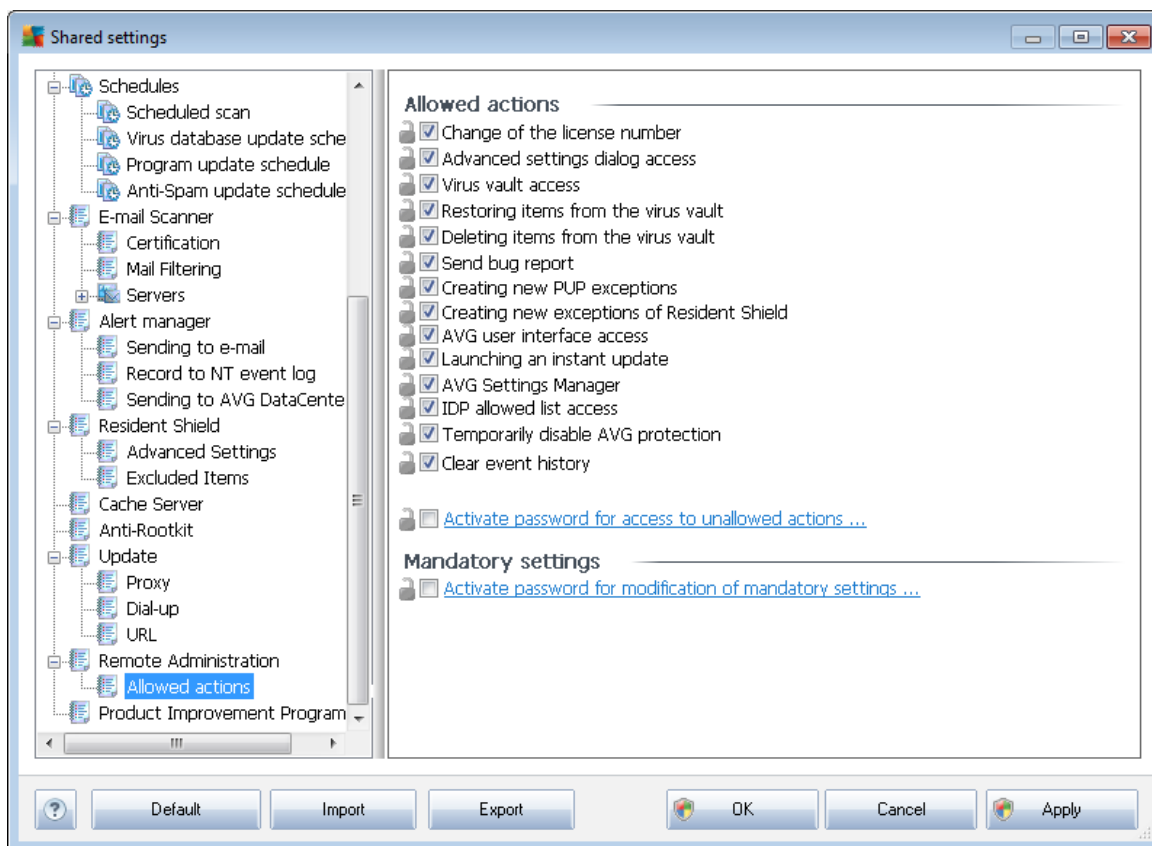 Shared settings
Schedules
Scheduled scan
Virus database update sche
Program update schedule
Anti-Spam update schedule
E-mail Scanner
Certification
Mail Filtering
Servers
Alert manager
Sending to e-mail
Record to NT event log
Sending to AVG DataCente
Resident Shield
Advanced Settings
Excluded Items
Cache Server
Anti-Rootkit
Update
Proxy
Dial-up
URL
Remote Administration
Allowed actions
Product Improvement Program
Allowed actions
Change of the license number
Advanced settings dialog access
Virus vault access
Restoring items from the virus vault
Deleting items from the virus vault
Send bug report
Creating new PUP exceptions
Creating new exceptions of Resident Shield
AVG user interface access
Launching an instant update
AVG Settings Manager
IDP allowed list access
Temporarily disable AVG protection
Clear event history
Activate password for access to unallowed actions ...
Mandatory settings
Activate password for modification of mandatory settings ...
?
Default
Import
Export
OK
Cancel
Apply